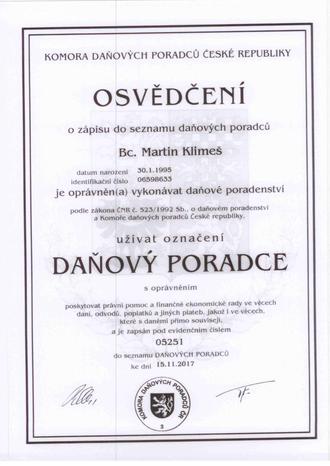 KOMORA DAŇOVÝCH PORADCŮ ČESKÉ REPUBLIKY
OSVĚDČENÍ
o zápisu do seznamu daňových poradců
Bc. Martin Klimeš
datum narození 30.1.1995
identifikační číslo 06598633
je oprávněn(a) vykonávat daňové poradenství
podle zákona ČNR č. 523/1992 Sb., o daňovém poradenství
a Komoře daňových poradců České republiky,
užívat označení
DAŇOVÝ PORADCE
s oprávněním
poskytovat právní pomoc a finančně ekonomické rady ve věcech
daní, odvodů, poplatků a jiných plateb, jakož i ve věcech,
které s daněmi přímo souvisejí,
a je zapsán pod evidenčním číslem
05251
do seznamu DAŇOVÝCH PORADCŮ
ke dni 15.11.2017
KOMORA DAŇOVÝCH PORADCŮ ČR
3